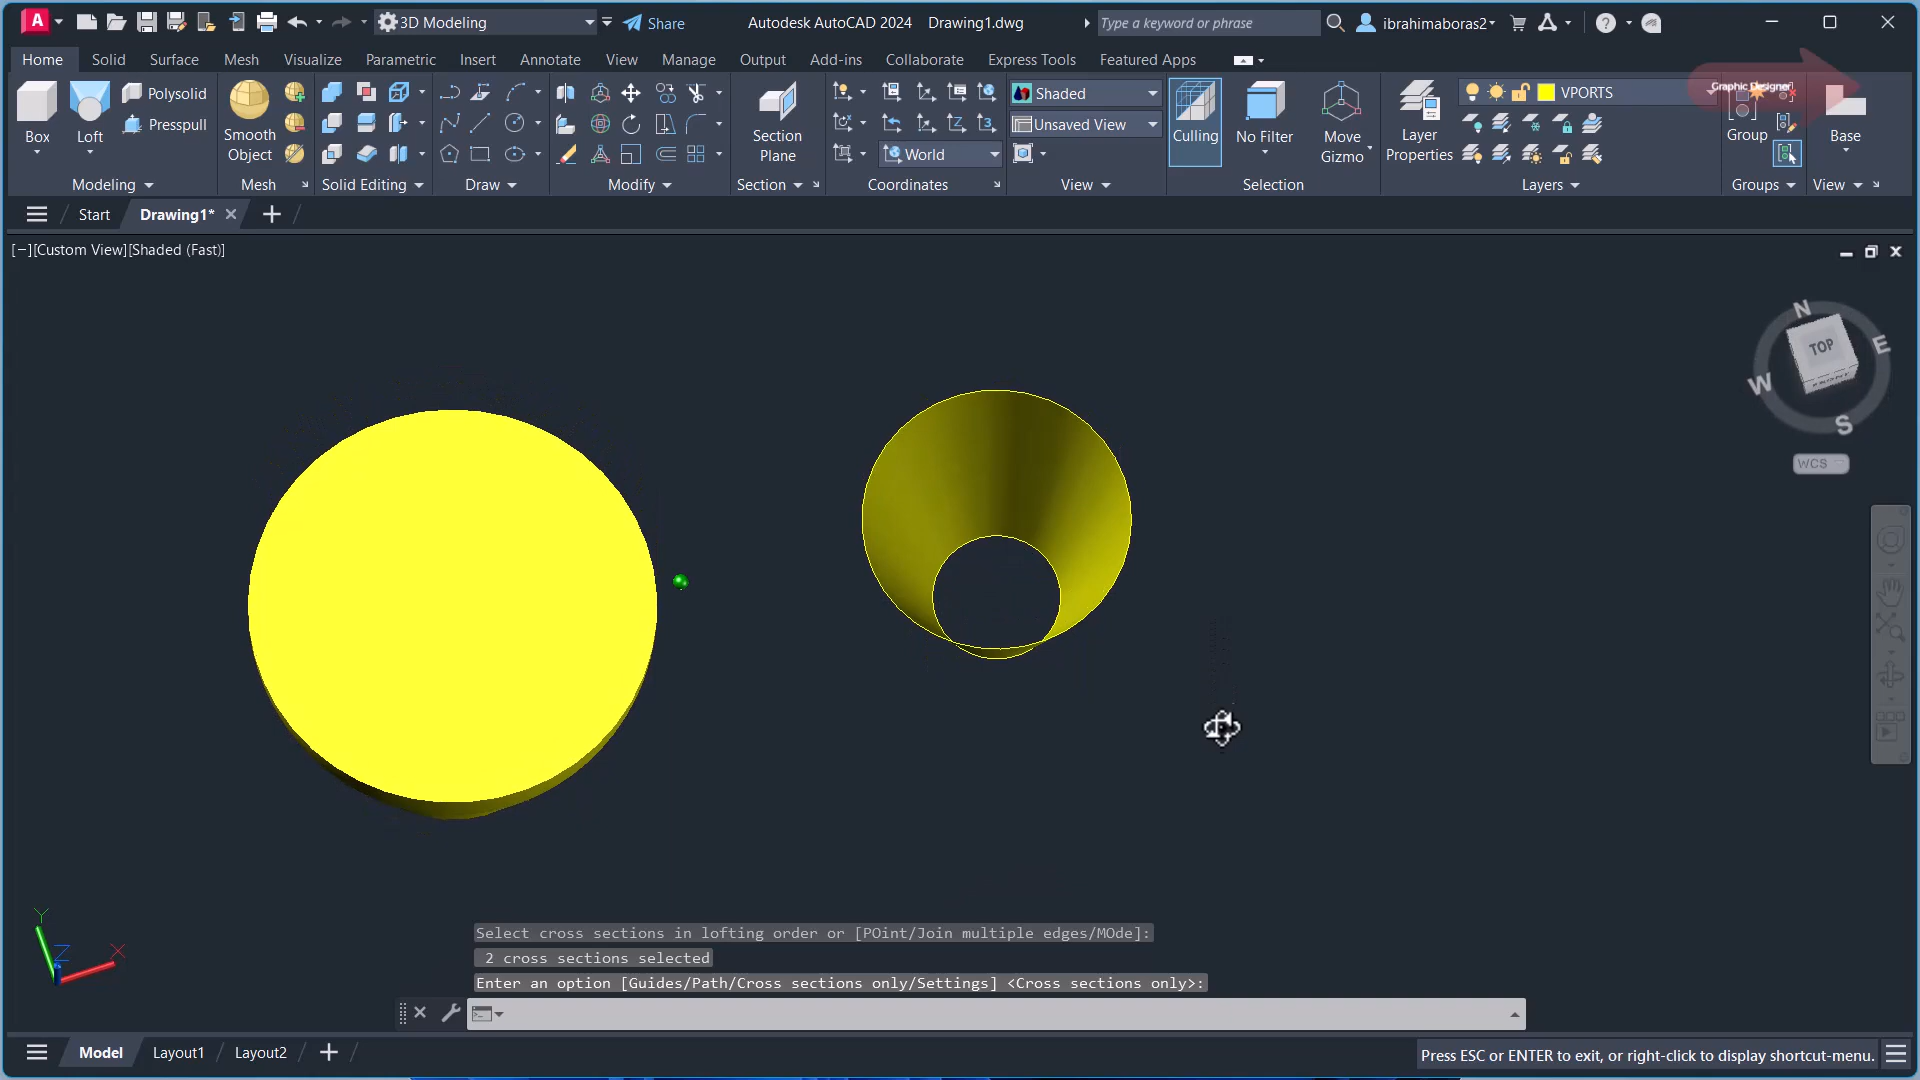 A 3D Modeling Share Autodesk AutoCAD 2024 Drawing1.dwg Type a keyword or phrase ibrahimaboras2
Home Solid Surface Mesh Visualize Parametric Insert Annotate View Manage Output Add-ins Collaborate Express Tools Featured Apps
Box
Loft
Polysolid
Presspull
Smooth
Object
Section
Plane
World
Shaded
Unsaved View
Culling
No Filter
Move
Gizmo
Layer
Properties
VPORTS
Graphic Designer
Group
Base
Modeling Mesh Solid Editing Draw Modify Section Coordinates View Selection Layers Groups View
Start Drawing1*
[−][Custom View][Shaded (Fast)]
N
E
S
W
TOP
FRONT
WCS
Y
Z
X
Select cross sections in lofting order or [POint/Join multiple edges/MOde]:
2 cross sections selected
Enter an option [Guides/Path/Cross sections only/Settings] <Cross sections only>:
Model Layout1 Layout2
Press ESC or ENTER to exit, or right-click to display shortcut-menu.